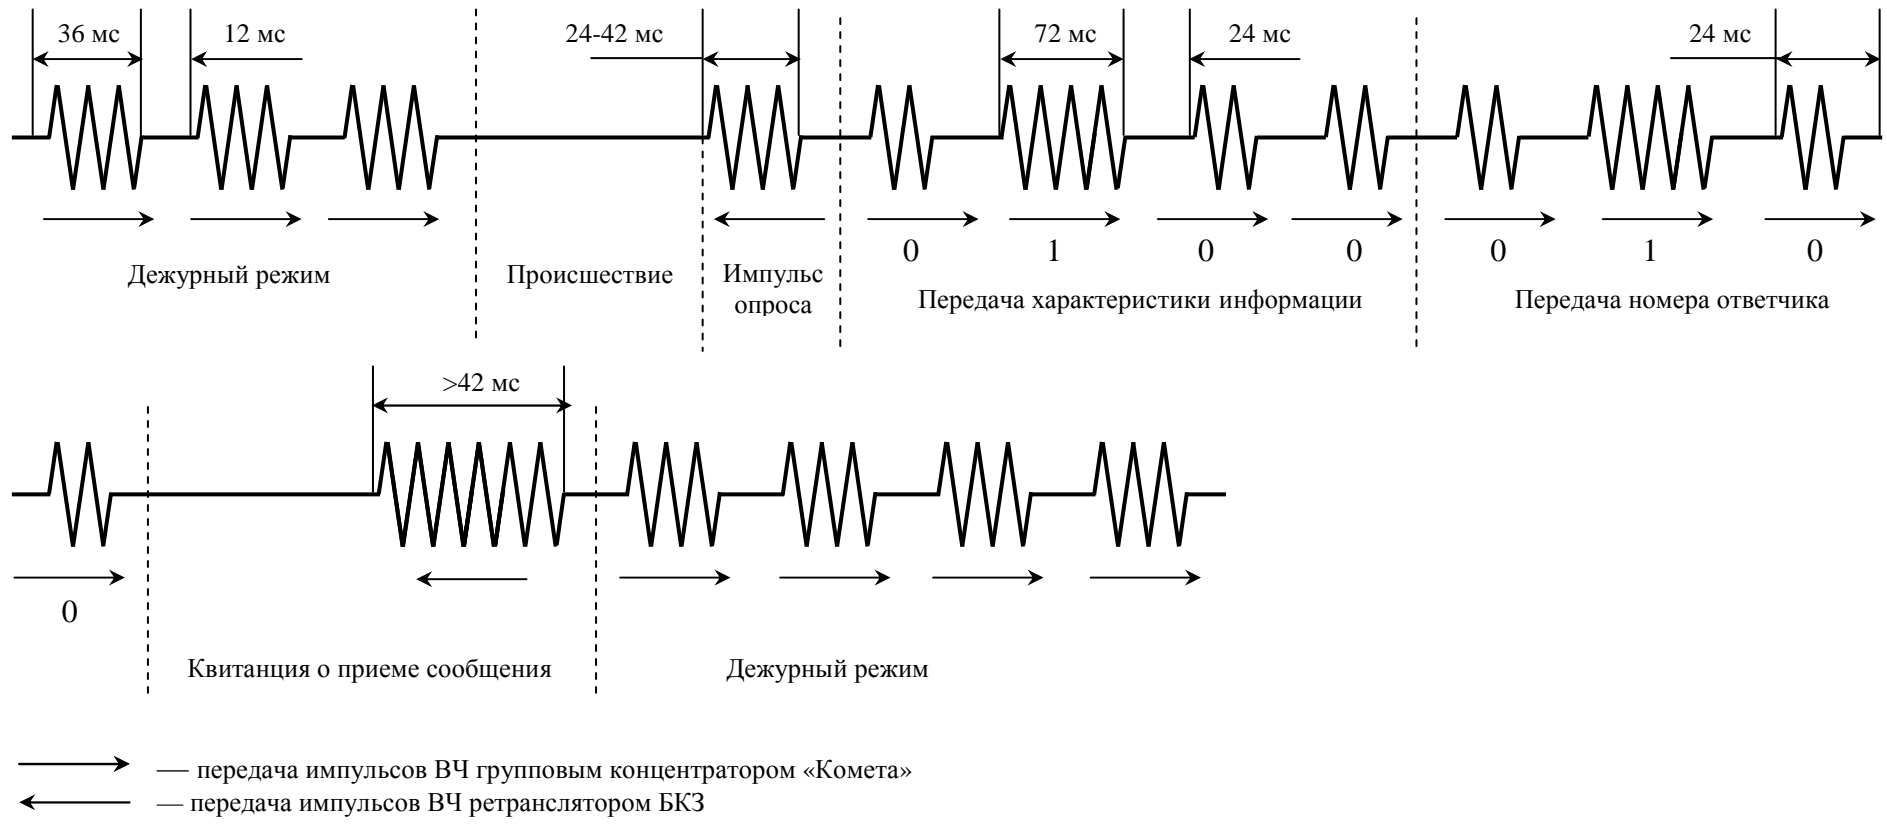 36 мс 12 мс 24-42 мс 72 мс 24 мс 24 мс
0 1 0 0 0 1 0
Дежурный режим Происшествие Импульс опроса Передача характеристики информации Передача номера ответчика
>42 мс
0
Квитанция о приеме сообщения Дежурный режим
— передача импульсов ВЧ групповым концентратором «Комета»
— передача импульсов ВЧ ретранслятором БКЗ